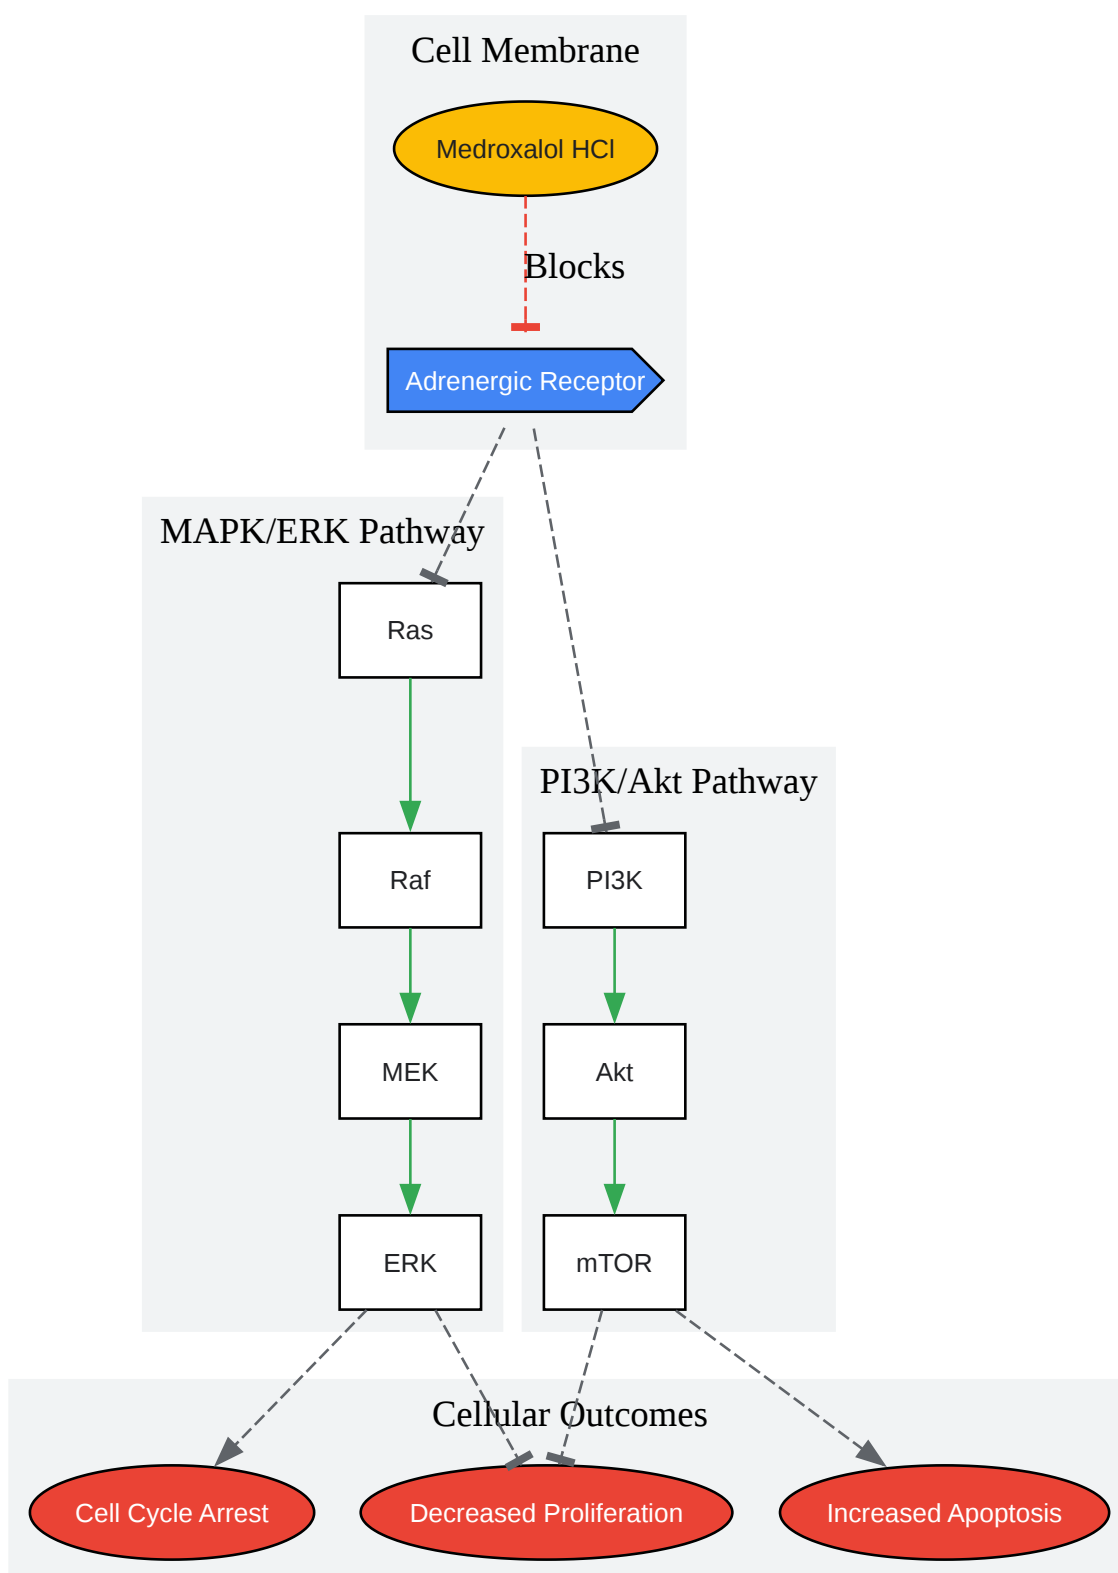 Cell Membrane
Medroxalol HCl
Blocks
Adrenergic Receptor
MAPK/ERK Pathway
Ras
PI3K/Akt Pathway
Raf
PI3K
MEK
Akt
ERK
mTOR
Cellular Outcomes
Cell Cycle Arrest
Decreased Proliferation
Increased Apoptosis